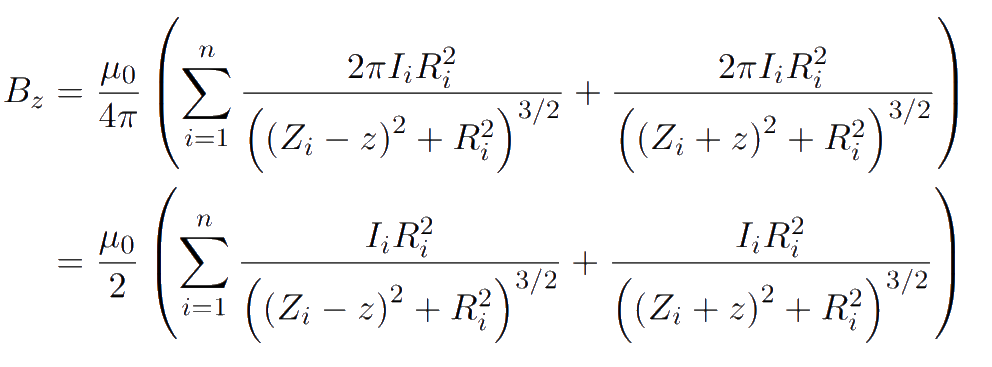 B_z = \frac{\mu_0}{4\pi} \left( \sum_{i=1}^{n} \frac{2\pi I_i R_i^2}{\left( (Z_i - z)^2 + R_i^2 \right)^{3/2}} + \frac{2\pi I_i R_i^2}{\left( (Z_i + z)^2 + R_i^2 \right)^{3/2}} \right)
= \frac{\mu_0}{2} \left( \sum_{i=1}^{n} \frac{I_i R_i^2}{\left( (Z_i - z)^2 + R_i^2 \right)^{3/2}} + \frac{I_i R_i^2}{\left( (Z_i + z)^2 + R_i^2 \right)^{3/2}} \right)